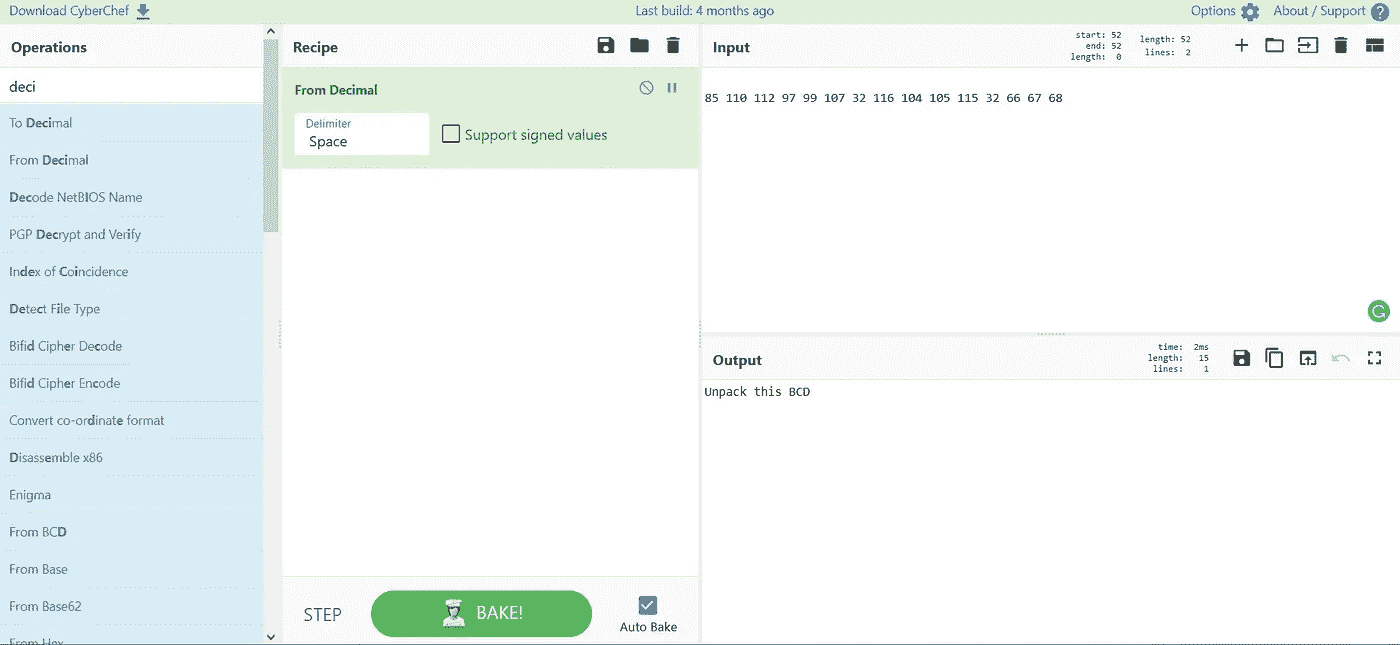 Download CyberChef
Last build: 4 months ago
Options
About / Support
Operations
deci
To Decimal
From Decimal
Decode NetBIOS Name
PGP Decrypt and Verify
Index of Coincidence
Detect File Type
Bifid Cipher Decode
Bifid Cipher Encode
Convert co-ordinate format
Disassemble x86
Enigma
From BCD
From Base
From Base62
From Hex
Recipe
From Decimal
Delimiter
Space
Support signed values
STEP
BAKE!
Auto Bake
Input
start: 52
end: 52
length: 0
length: 52
lines: 2
85 110 112 97 99 107 32 116 104 105 115 32 66 67 68
Output
time: 2ms
length: 15
lines: 1
Unpack this BCD